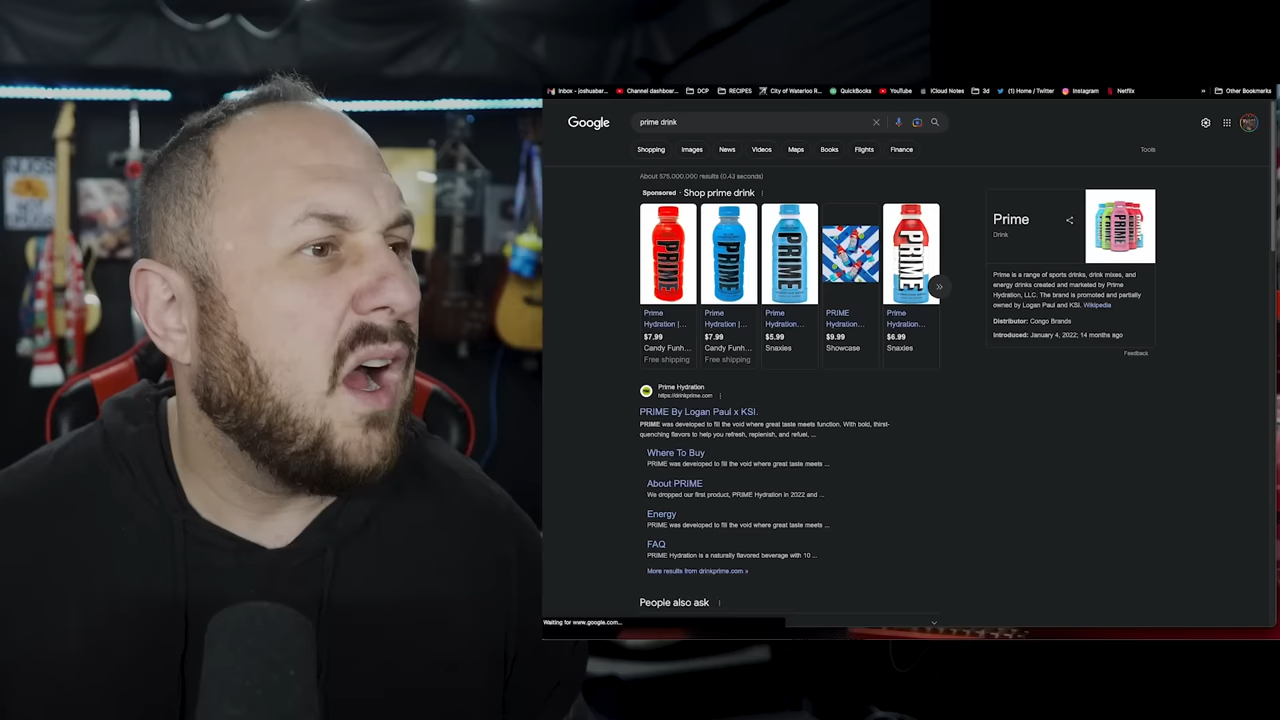 Inbox - joshuabar...
Channel dashboar...
DCP
RECIPES
City of Waterloo R...
QuickBooks
YouTube
iCloud Notes
3d
(1) Home / Twitter
Instagram
Netflix
»
Other Bookmarks
Google
prime drink
Shopping
Images
News
Videos
Maps
Books
Flights
Finance
Tools
About 575,000,000 results (0.43 seconds)
Sponsored · Shop prime drink
PRIME
PRIME
PRIME
PRIME
Prime
Hydration |...
$7.99
Candy Funh...
Free shipping
Prime
Hydration |...
$7.99
Candy Funh...
Free shipping
Prime
Hydration...
$5.99
Snaxies
PRIME
Hydration...
$9.99
Showcase
Prime
Hydration...
$6.99
Snaxies
Prime
Drink
Prime is a range of sports drinks, drink mixes, and
energy drinks created and marketed by Prime
Hydration, LLC. The brand is promoted and partially
owned by Logan Paul and KSI. Wikipedia
Distributor: Congo Brands
Introduced: January 4, 2022; 14 months ago
Feedback
Prime Hydration
https://drinkprime.com
PRIME By Logan Paul x KSI.
PRIME was developed to fill the void where great taste meets function. With bold, thirst-
quenching flavors to help you refresh, replenish, and refuel, ...
Where To Buy
PRIME was developed to fill the void where great taste meets ...
About PRIME
We dropped our first product, PRIME Hydration in 2022 and ...
Energy
PRIME was developed to fill the void where great taste meets ...
FAQ
PRIME Hydration is a naturally flavored beverage with 10 ...
More results from drinkprime.com »
People also ask
Waiting for www.google.com...